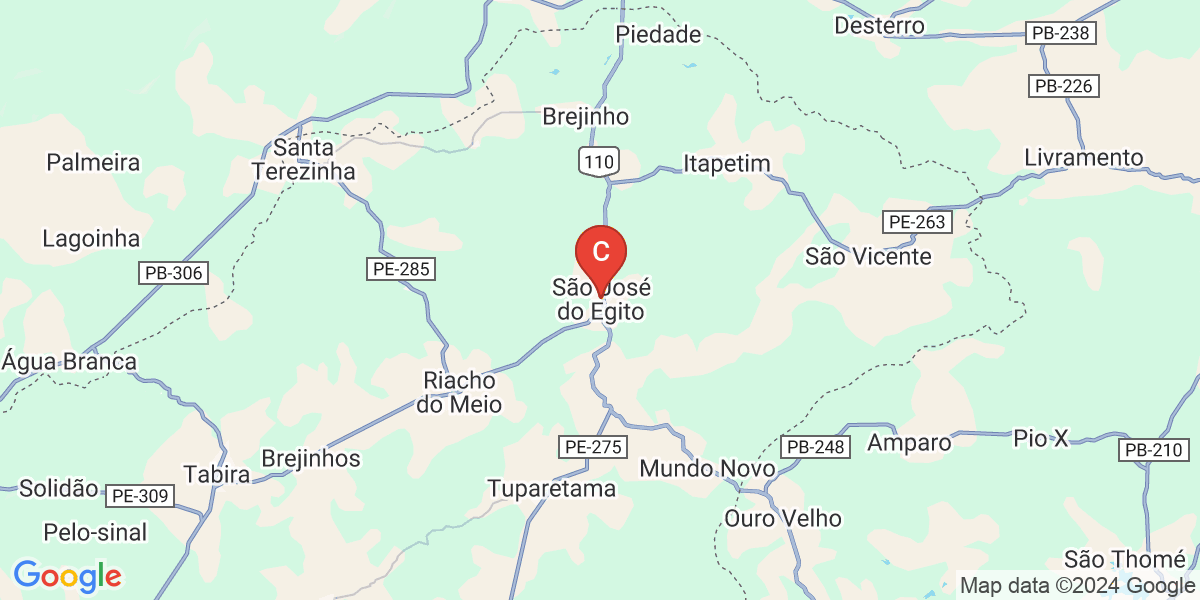 Desterro
PB-238
Piedade
PB-226
Brejinho
110
Santa
Terezinha
Palmeira
Itapetim
Livramento
PE-263
Lagoinha
PB-306
PE-285
C
São Vicente
São José
do Egito
Água Branca
Riacho
do Meio
PE-275
PB-248
Amparo
Pio X
PB-210
Brejinhos
Mundo Novo
Tabira
Solidão
PE-309
Tuparetama
Ouro Velho
Pelo-sinal
São Thomé
Google
Map data ©2024 Google